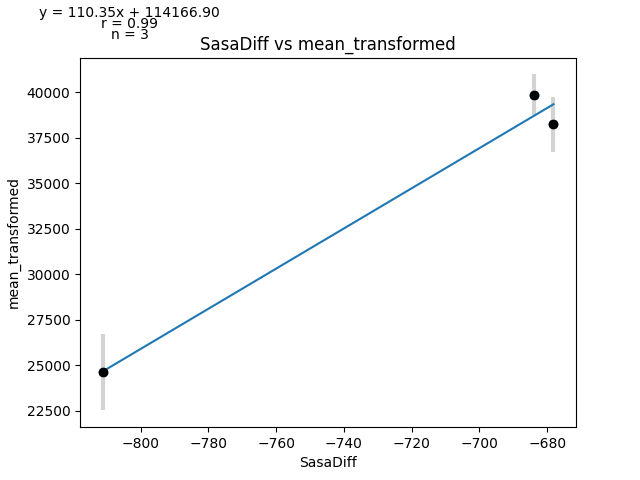 y = 110.35x + 114166.90
r = 0.99
n = 3
SasaDiff vs mean_transformed
40000
37500
35000
32500
30000
27500
25000
22500
mean_transformed
−800
−780
−760
−740
−720
−700
−680
SasaDiff